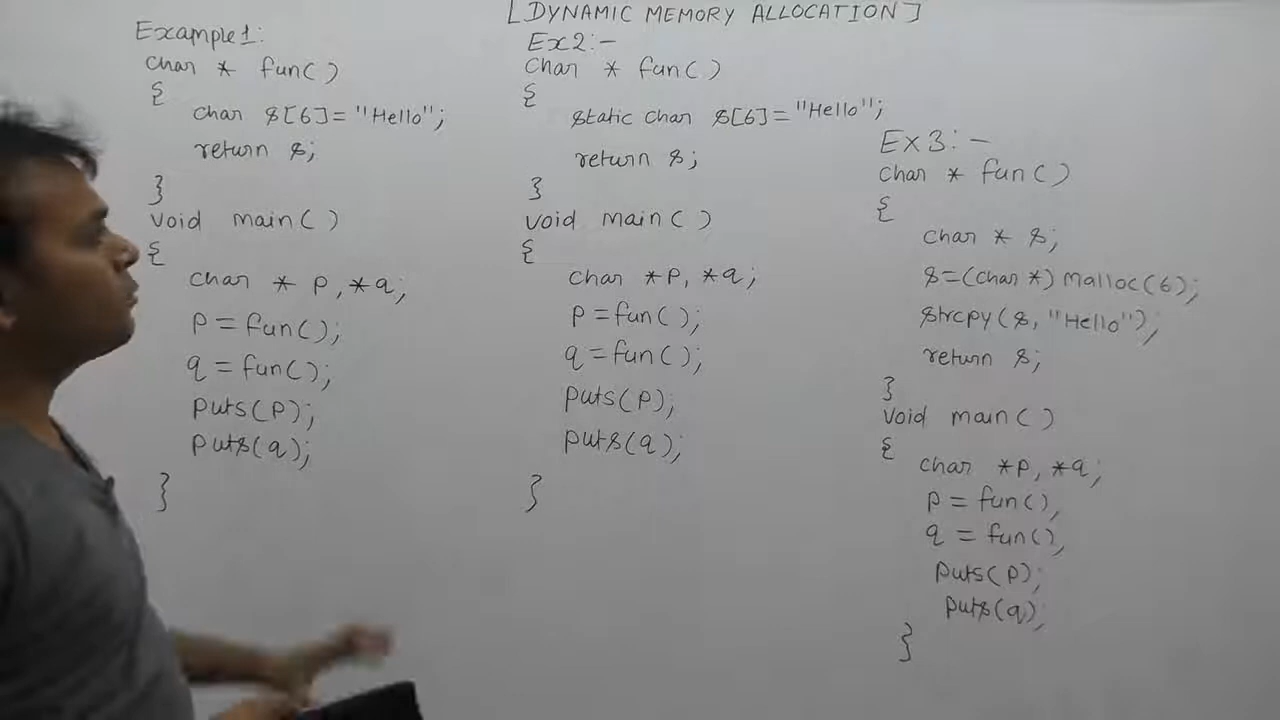 [DYNAMIC MEMORY ALLOCATION]
Example1:
char * fun()
{
char s[6]="Hello";
return s;
}
void main()
{
char * p,*q;
p=fun();
q=fun();
puts(p);
puts(q);
}
Ex2:-
char * fun()
{
static char s[6]="Hello";
return s;
}
void main()
{
char *p, *q;
p=fun();
q=fun();
puts(p);
puts(q);
}
Ex3:-
char * fun()
{
char * s;
s=(char *) malloc(6);
strcpy(s, "Hello");
return s;
}
void main()
{
char *p, *q;
p = fun();
q = fun();
puts(p);
puts(q);
}